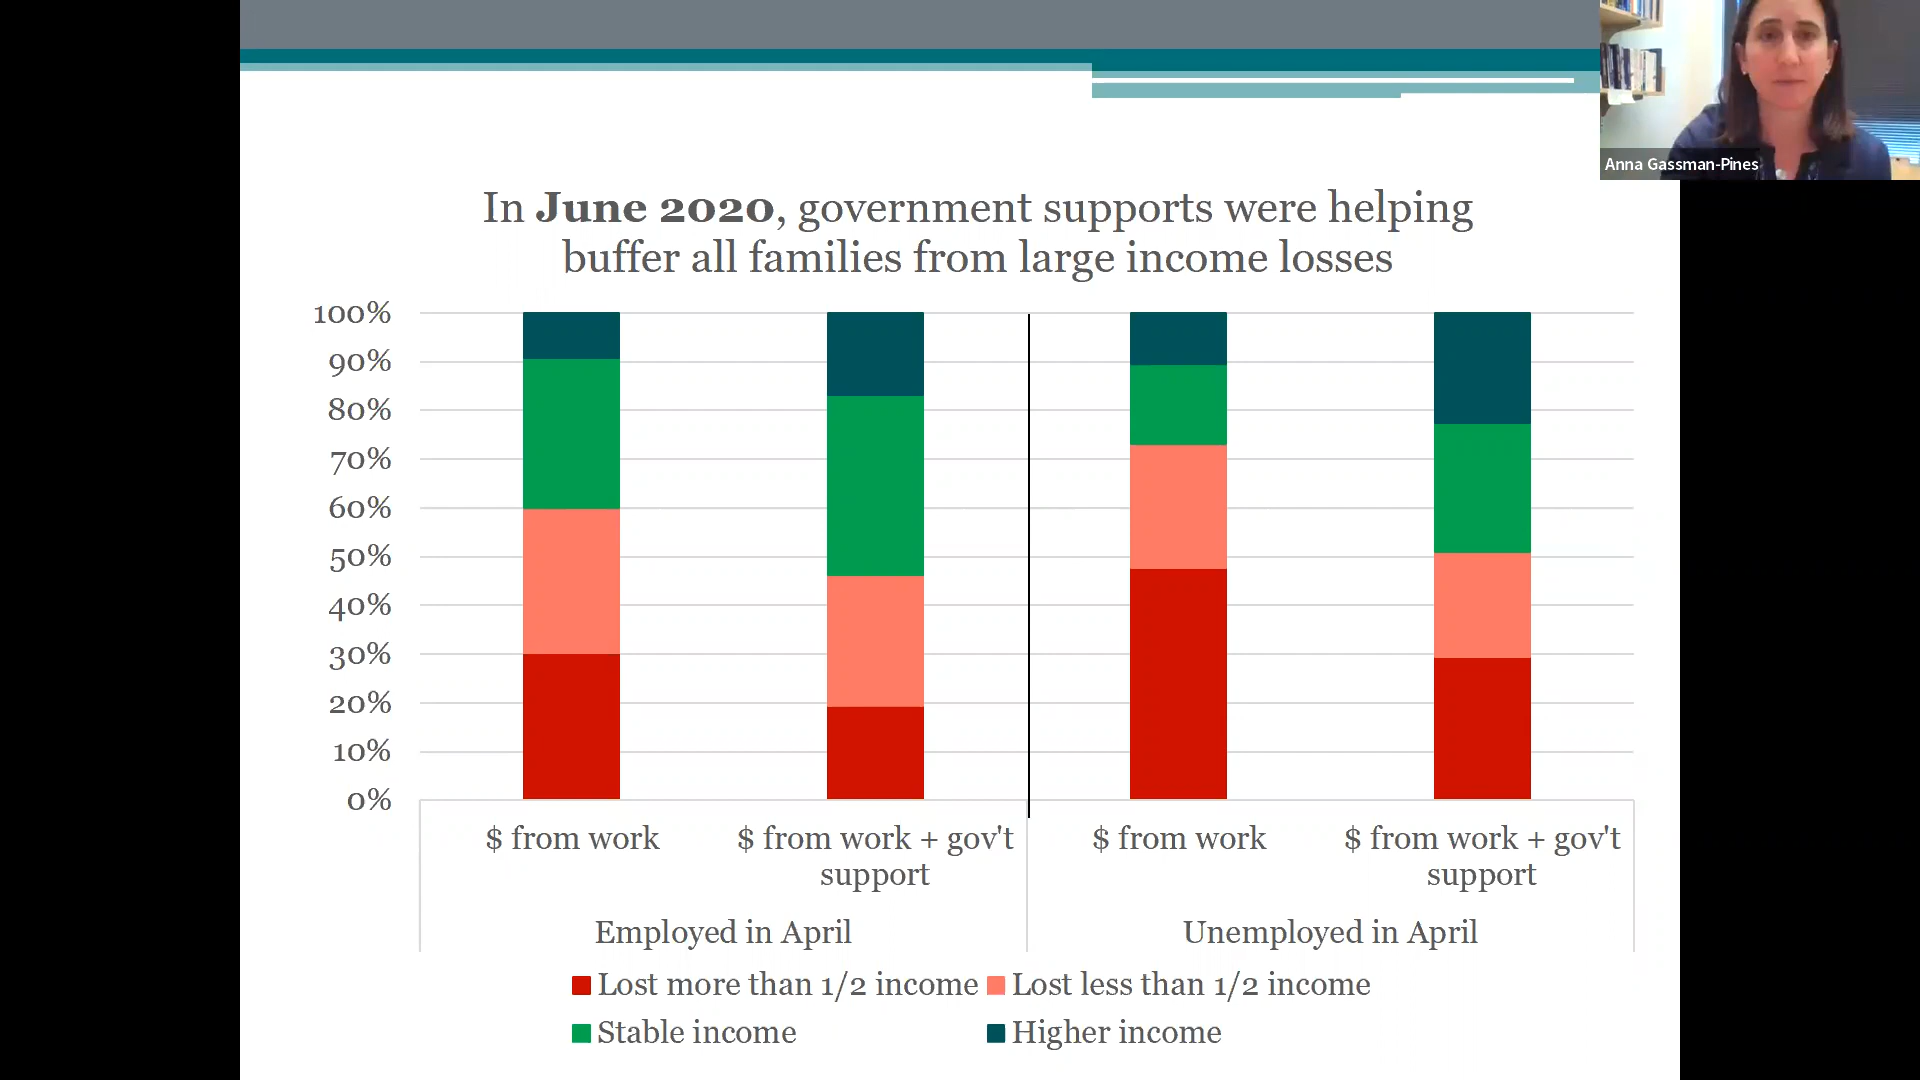 Anna Gassman-Pines
In June 2020, government supports were helping
buffer all families from large income losses
100%
90%
80%
70%
60%
50%
40%
30%
20%
10%
0%
$ from work
$ from work + gov't
support
$ from work
$ from work + gov't
support
Employed in April
Unemployed in April
Lost more than 1/2 income
Lost less than 1/2 income
Stable income
Higher income